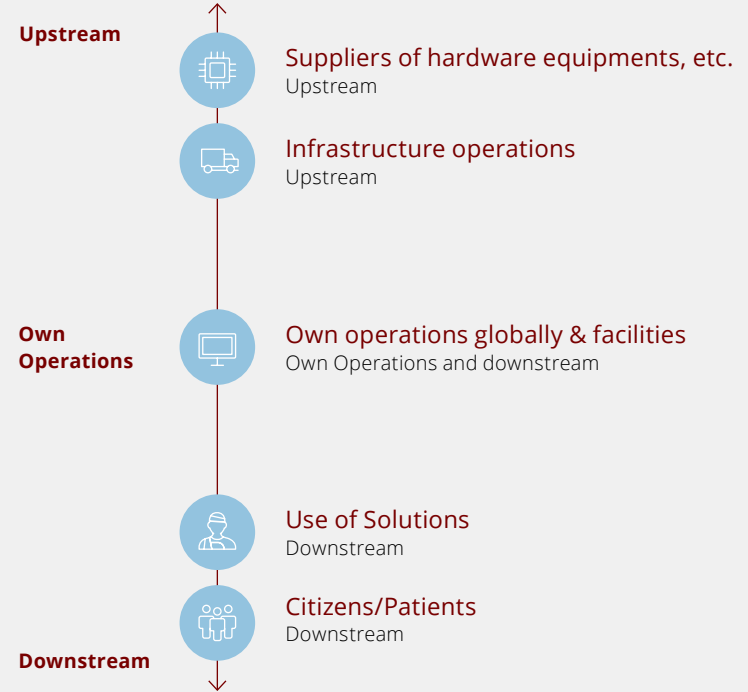 Upstream
Suppliers of hardware equipments, etc.
Upstream
Infrastructure operations
Upstream
Own
Operations
Own operations globally & facilities
Own Operations and downstream
Use of Solutions
Downstream
Citizens/Patients
Downstream
Downstream